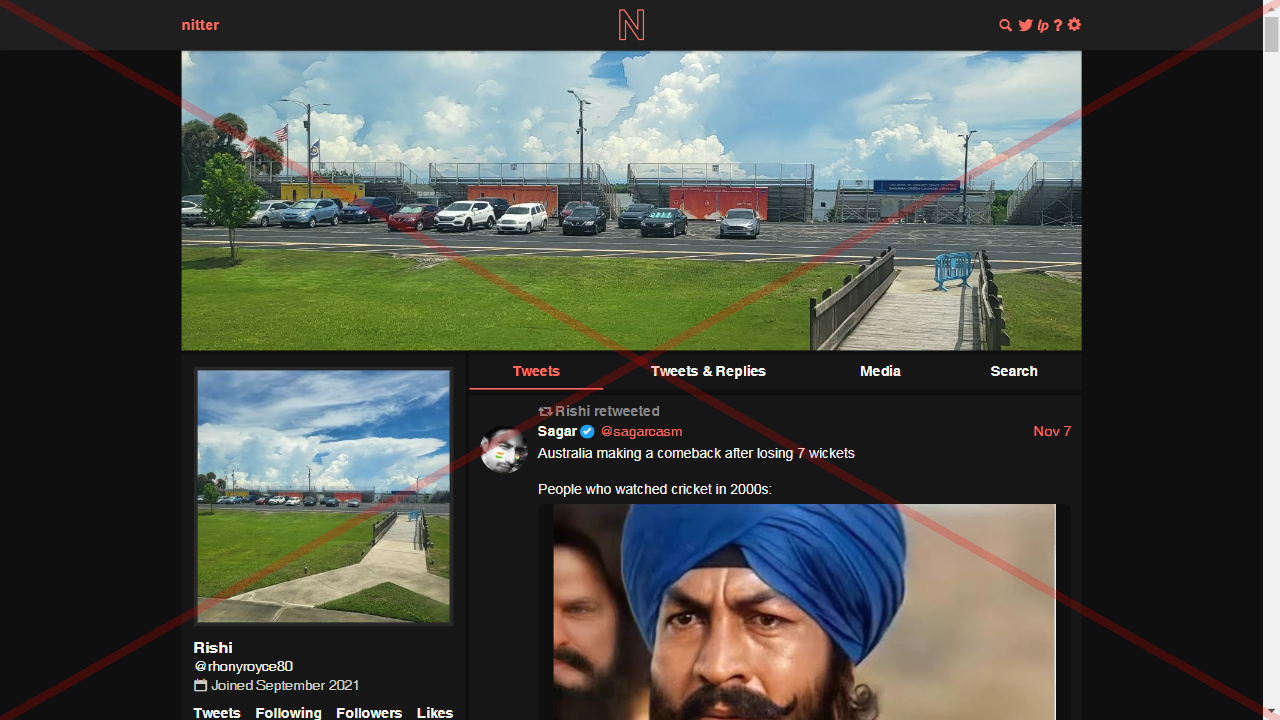 nitter
N
lp ?
Tweets
Tweets & Replies
Media
Search
Rishi retweeted
Sagar @sagarcasm
Nov 7
Australia making a comeback after losing 7 wickets
People who watched cricket in 2000s:
Rishi
@rhonyroyce80
Joined September 2021
Tweets Following Followers Likes